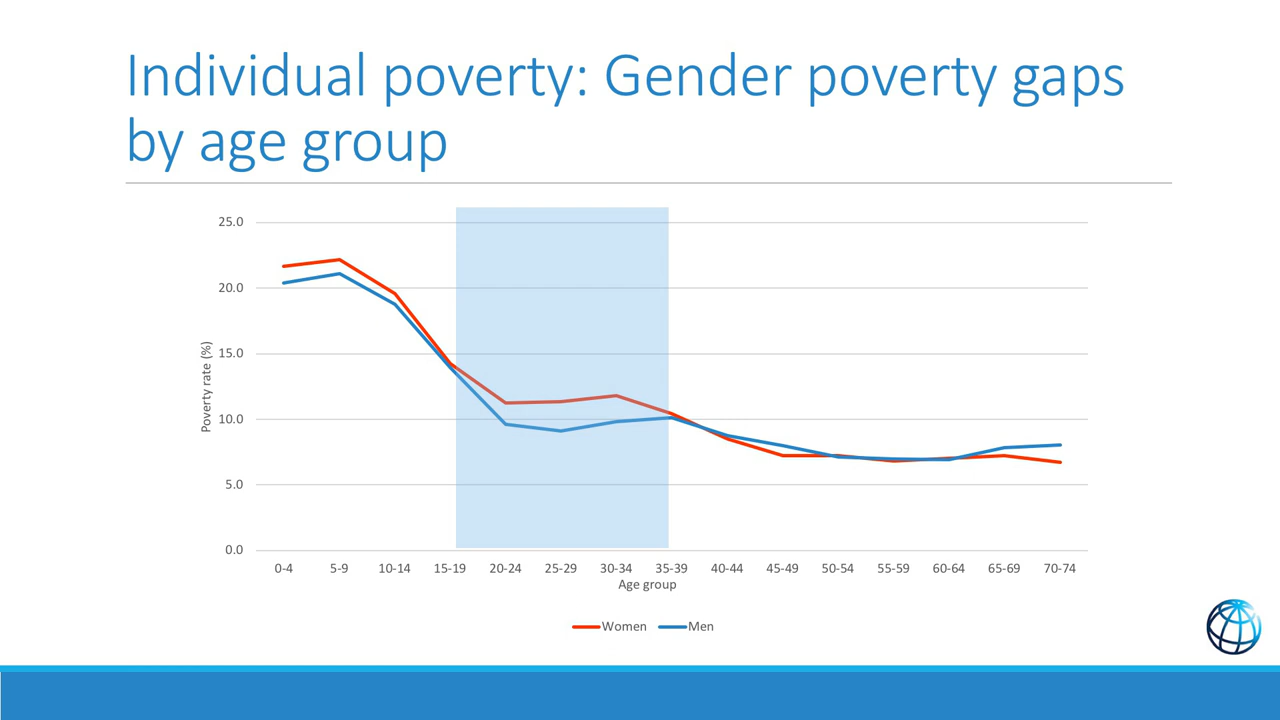 Individual poverty: Gender poverty gaps
by age group
25.0
20.0
15.0
10.0
5.0
0.0
Poverty rate (%)
0-4 5-9 10-14 15-19 20-24 25-29 30-34 35-39 40-44 45-49 50-54 55-59 60-64 65-69 70-74
Age group
Women Men